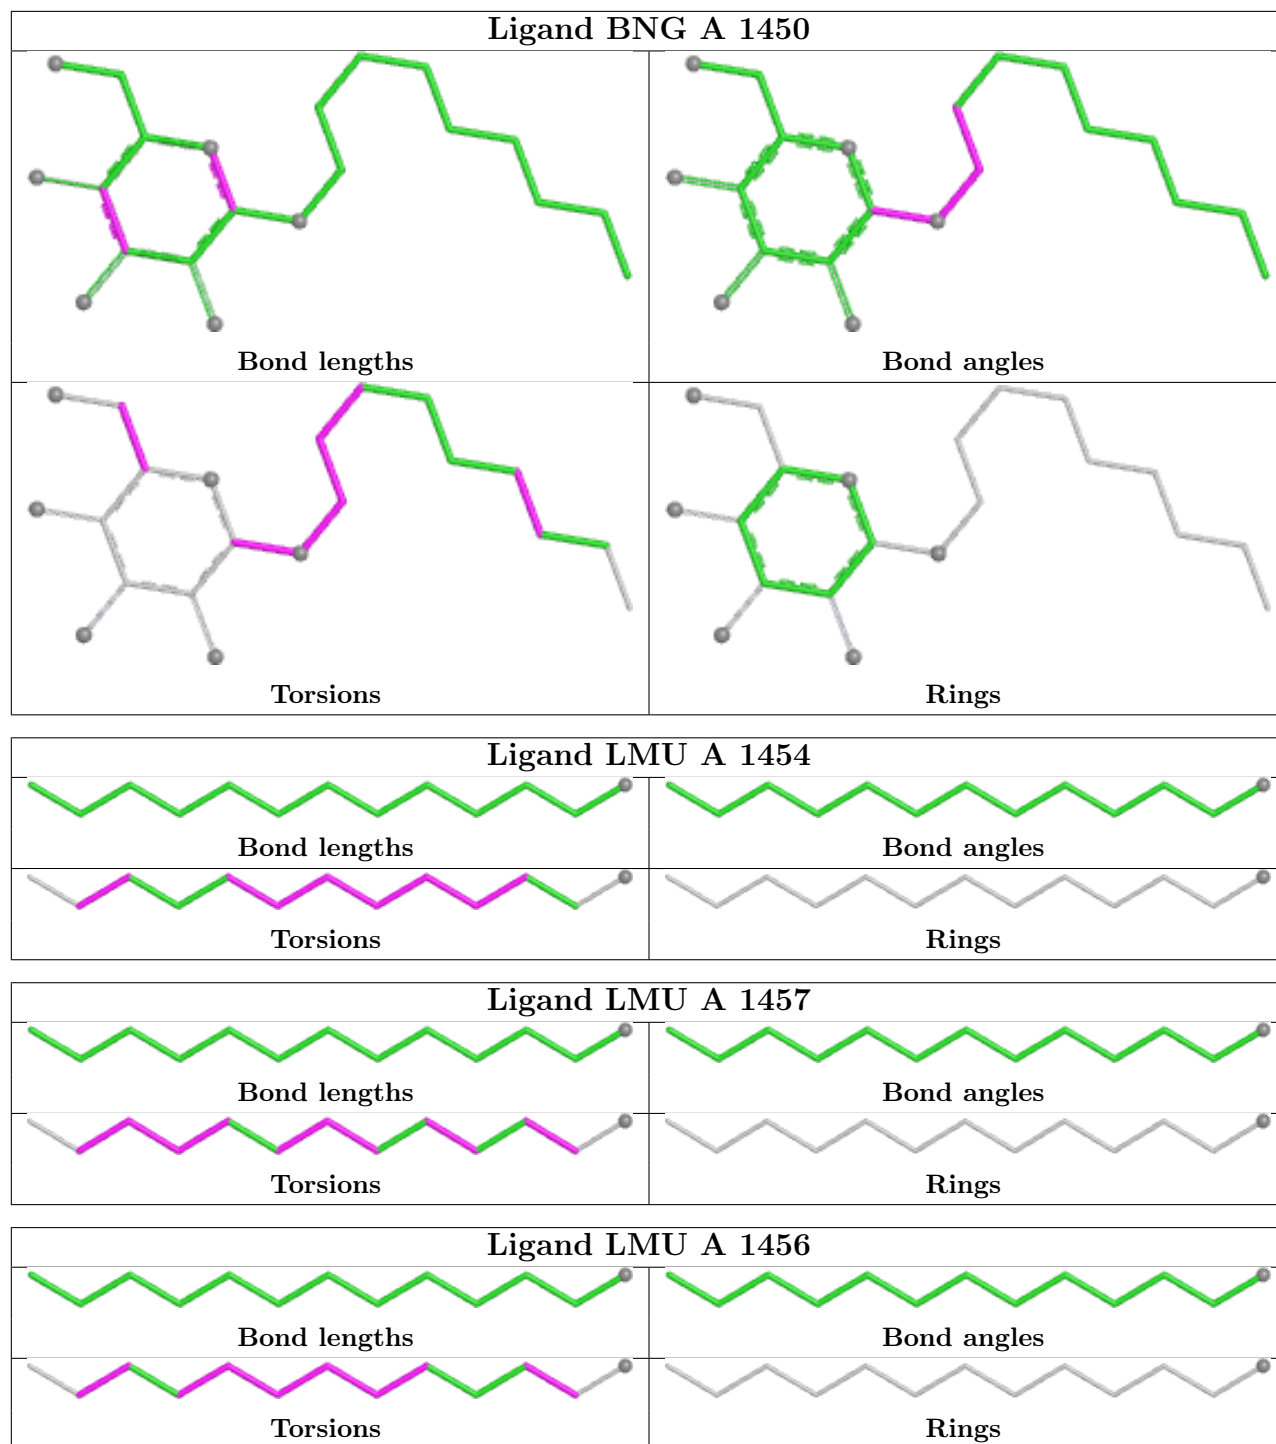 Ligand BNG A 1450
Bond lengths
Bond angles
Torsions
Rings
Ligand LMU A 1454
Bond lengths
Bond angles
Torsions
Rings
Ligand LMU A 1457
Bond lengths
Bond angles
Torsions
Rings
Ligand LMU A 1456
Bond lengths
Bond angles
Torsions
Rings